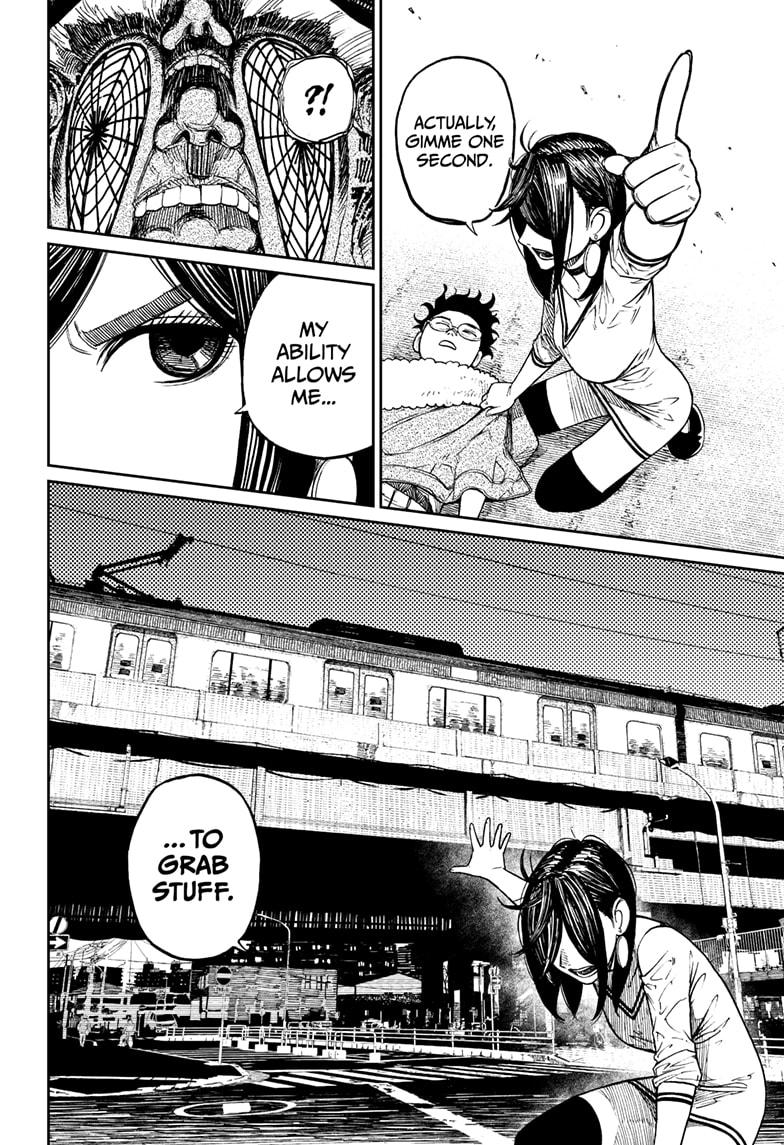 ACTUALLY,
GIMME ONE
SECOND.
?!
MY
ABILITY
ALLOWS
ME...
...TO
GRAB
STUFF.